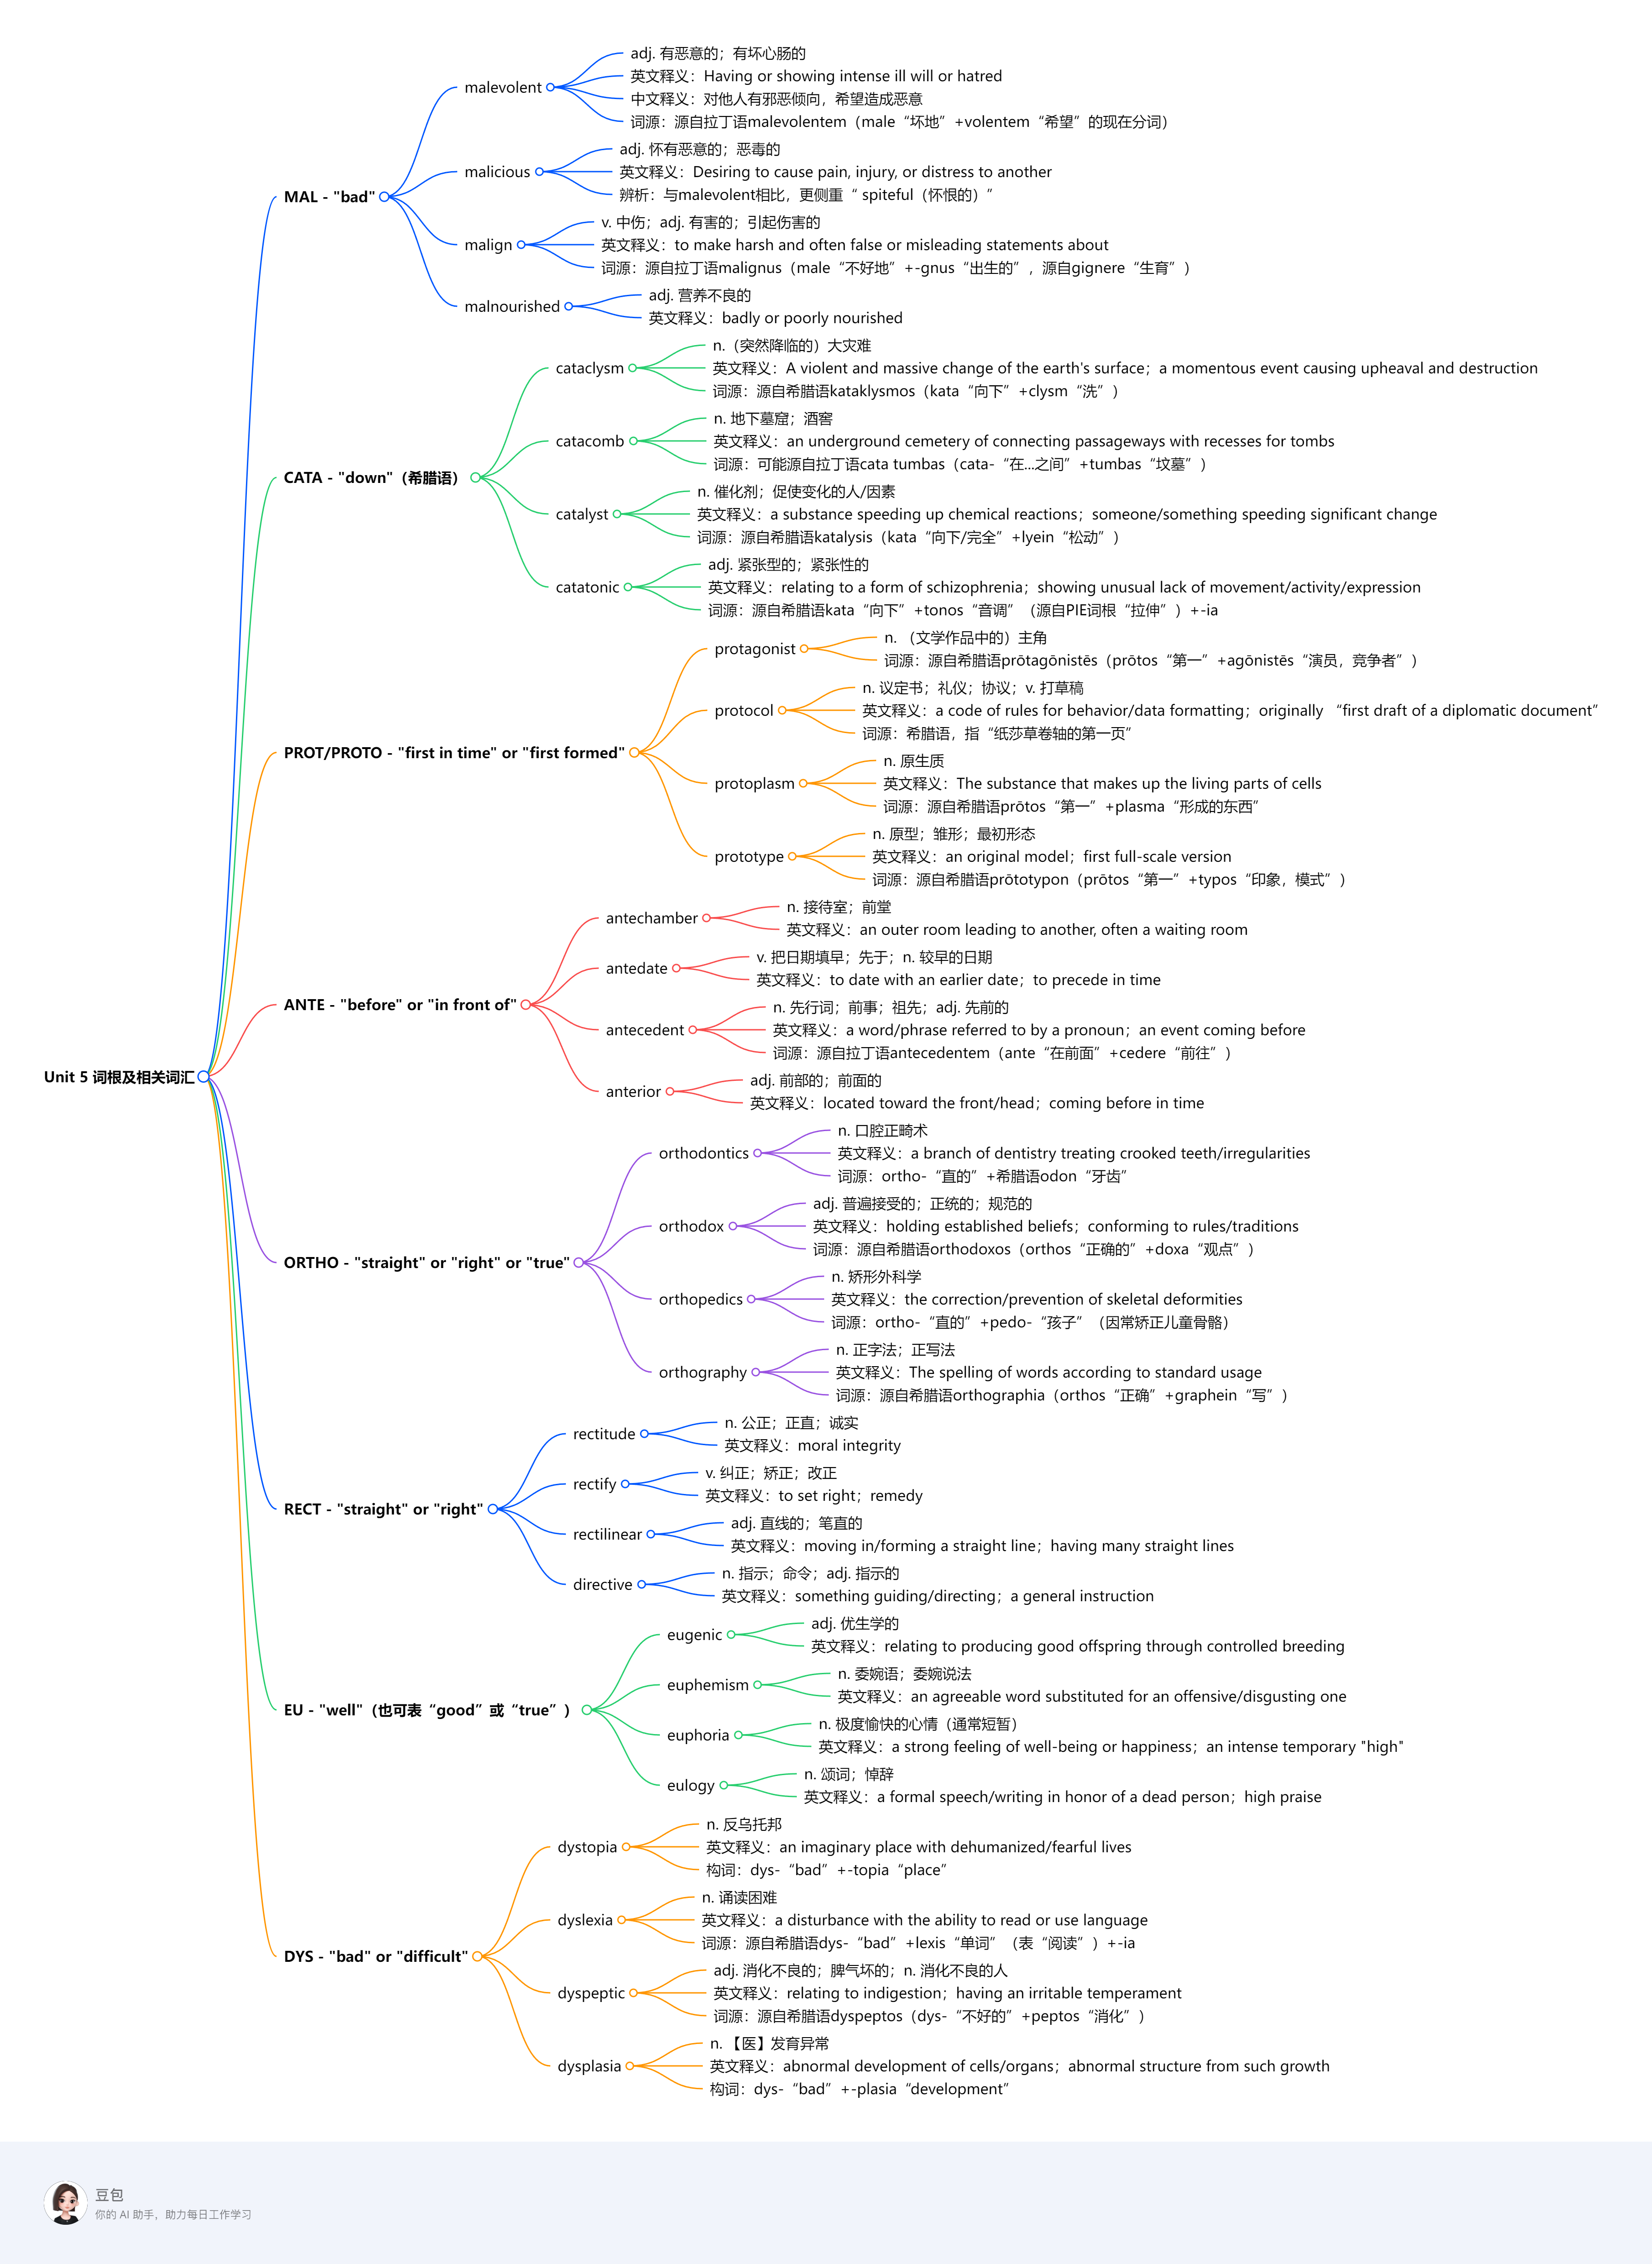 Unit 5 词根及相关词汇
MAL - "bad"
malevolent
adj. 有恶意的；有坏心肠的
英文释义：Having or showing intense ill will or hatred
中文释义：对他人有邪恶倾向，希望造成恶意
词源：源自拉丁语malevolentem（male“坏地”+volentem“希望”的现在分词）
malicious
adj. 怀有恶意的；恶毒的
英文释义：Desiring to cause pain, injury, or distress to another
辨析：与malevolent相比，更侧重“ spiteful（怀恨的）”
malign
v. 中伤；adj. 有害的；引起伤害的
英文释义：to make harsh and often false or misleading statements about
词源：源自拉丁语malignus（male“不好地”+-gnus“出生的”，源自gignere“生育”）
malnourished
adj. 营养不良的
英文释义：badly or poorly nourished
CATA - "down"（希腊语）
cataclysm
n.（突然降临的）大灾难
英文释义：A violent and massive change of the earth's surface；a momentous event causing upheaval and destruction
词源：源自希腊语kataklysmos（kata“向下”+clysm“洗”）
catacomb
n. 地下墓窟；酒窖
英文释义：an underground cemetery of connecting passageways with recesses for tombs
词源：可能源自拉丁语cata tumbas（cata-“在...之间”+tumbas“坟墓”）
catalyst
n. 催化剂；促使变化的人/因素
英文释义：a substance speeding up chemical reactions；someone/something speeding significant change
词源：源自希腊语katalysis（kata“向下/完全”+lyein“松动”）
catatonic
adj. 紧张型的；紧张性的
英文释义：relating to a form of schizophrenia；showing unusual lack of movement/activity/expression
词源：源自希腊语kata“向下”+tonos“音调”（源自PIE词根“拉伸”）+-ia
PROT/PROTO - "first in time" or "first formed"
protagonist
n. （文学作品中的）主角
词源：源自希腊语prōtagōnistēs（prōtos“第一”+agōnistēs“演员，竞争者”）
protocol
n. 议定书；礼仪；协议；v. 打草稿
英文释义：a code of rules for behavior/data formatting；originally “first draft of a diplomatic document”
词源：希腊语，指“纸莎草卷轴的第一页”
protoplasm
n. 原生质
英文释义：The substance that makes up the living parts of cells
词源：源自希腊语prōtos“第一”+plasma“形成的东西”
prototype
n. 原型；雏形；最初形态
英文释义：an original model；first full-scale version
词源：源自希腊语prōtotypon（prōtos“第一”+typos“印象，模式”）
ANTE - "before" or "in front of"
antechamber
n. 接待室；前堂
英文释义：an outer room leading to another, often a waiting room
antedate
v. 把日期填早；先于；n. 较早的日期
英文释义：to date with an earlier date；to precede in time
antecedent
n. 先行词；前事；祖先；adj. 先前的
英文释义：a word/phrase referred to by a pronoun；an event coming before
词源：源自拉丁语antecedentem（ante“在前面”+cedere“前往”）
anterior
adj. 前部的；前面的
英文释义：located toward the front/head；coming before in time
ORTHO - "straight" or "right" or "true"
orthodontics
n. 口腔正畸术
英文释义：a branch of dentistry treating crooked teeth/irregularities
词源：ortho-“直的”+希腊语odon“牙齿”
orthodox
adj. 普遍接受的；正统的；规范的
英文释义：holding established beliefs；conforming to rules/traditions
词源：源自希腊语orthodoxos（orthos“正确的”+doxa“观点”）
orthopedics
n. 矫形外科学
英文释义：the correction/prevention of skeletal deformities
词源：ortho-“直的”+pedo-“孩子”（因常矫正儿童骨骼）
orthography
n. 正字法；正写法
英文释义：The spelling of words according to standard usage
词源：源自希腊语orthographia（orthos“正确”+graphein“写”）
RECT - "straight" or "right"
rectitude
n. 公正；正直；诚实
英文释义：moral integrity
rectify
v. 纠正；矫正；改正
英文释义：to set right；remedy
rectilinear
adj. 直线的；笔直的
英文释义：moving in/forming a straight line；having many straight lines
directive
n. 指示；命令；adj. 指示的
英文释义：something guiding/directing；a general instruction
EU - "well"（也可表“good”或“true”）
eugenic
adj. 优生学的
英文释义：relating to producing good offspring through controlled breeding
euphemism
n. 委婉语；委婉说法
英文释义：an agreeable word substituted for an offensive/disgusting one
euphoria
n. 极度愉快的心情（通常短暂）
英文释义：a strong feeling of well-being or happiness；an intense temporary "high"
eulogy
n. 颂词；悼辞
英文释义：a formal speech/writing in honor of a dead person；high praise
DYS - "bad" or "difficult"
dystopia
n. 反乌托邦
英文释义：an imaginary place with dehumanized/fearful lives
构词：dys-“bad”+-topia“place”
dyslexia
n. 诵读困难
英文释义：a disturbance with the ability to read or use language
词源：源自希腊语dys-“bad”+lexis“单词”（表“阅读”）+-ia
dyspeptic
adj. 消化不良的；脾气坏的；n. 消化不良的人
英文释义：relating to indigestion；having an irritable temperament
词源：源自希腊语dyspeptos（dys-“不好的”+peptos“消化”）
dysplasia
n. 【医】发育异常
英文释义：abnormal development of cells/organs；abnormal structure from such growth
构词：dys-“bad”+-plasia“development”
豆包
你的 AI 助手，助力每日工作学习